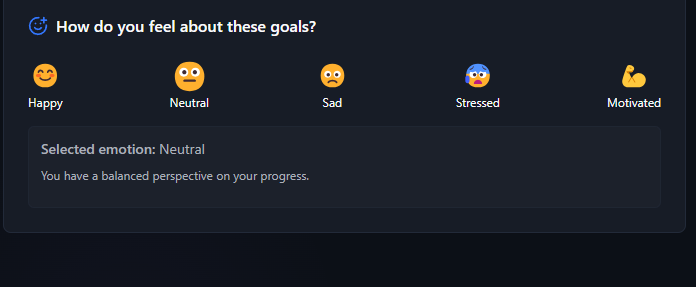 How do you feel about these goals?
Happy
Neutral
Sad
Stressed
Motivated
Selected emotion: Neutral
You have a balanced perspective on your progress.